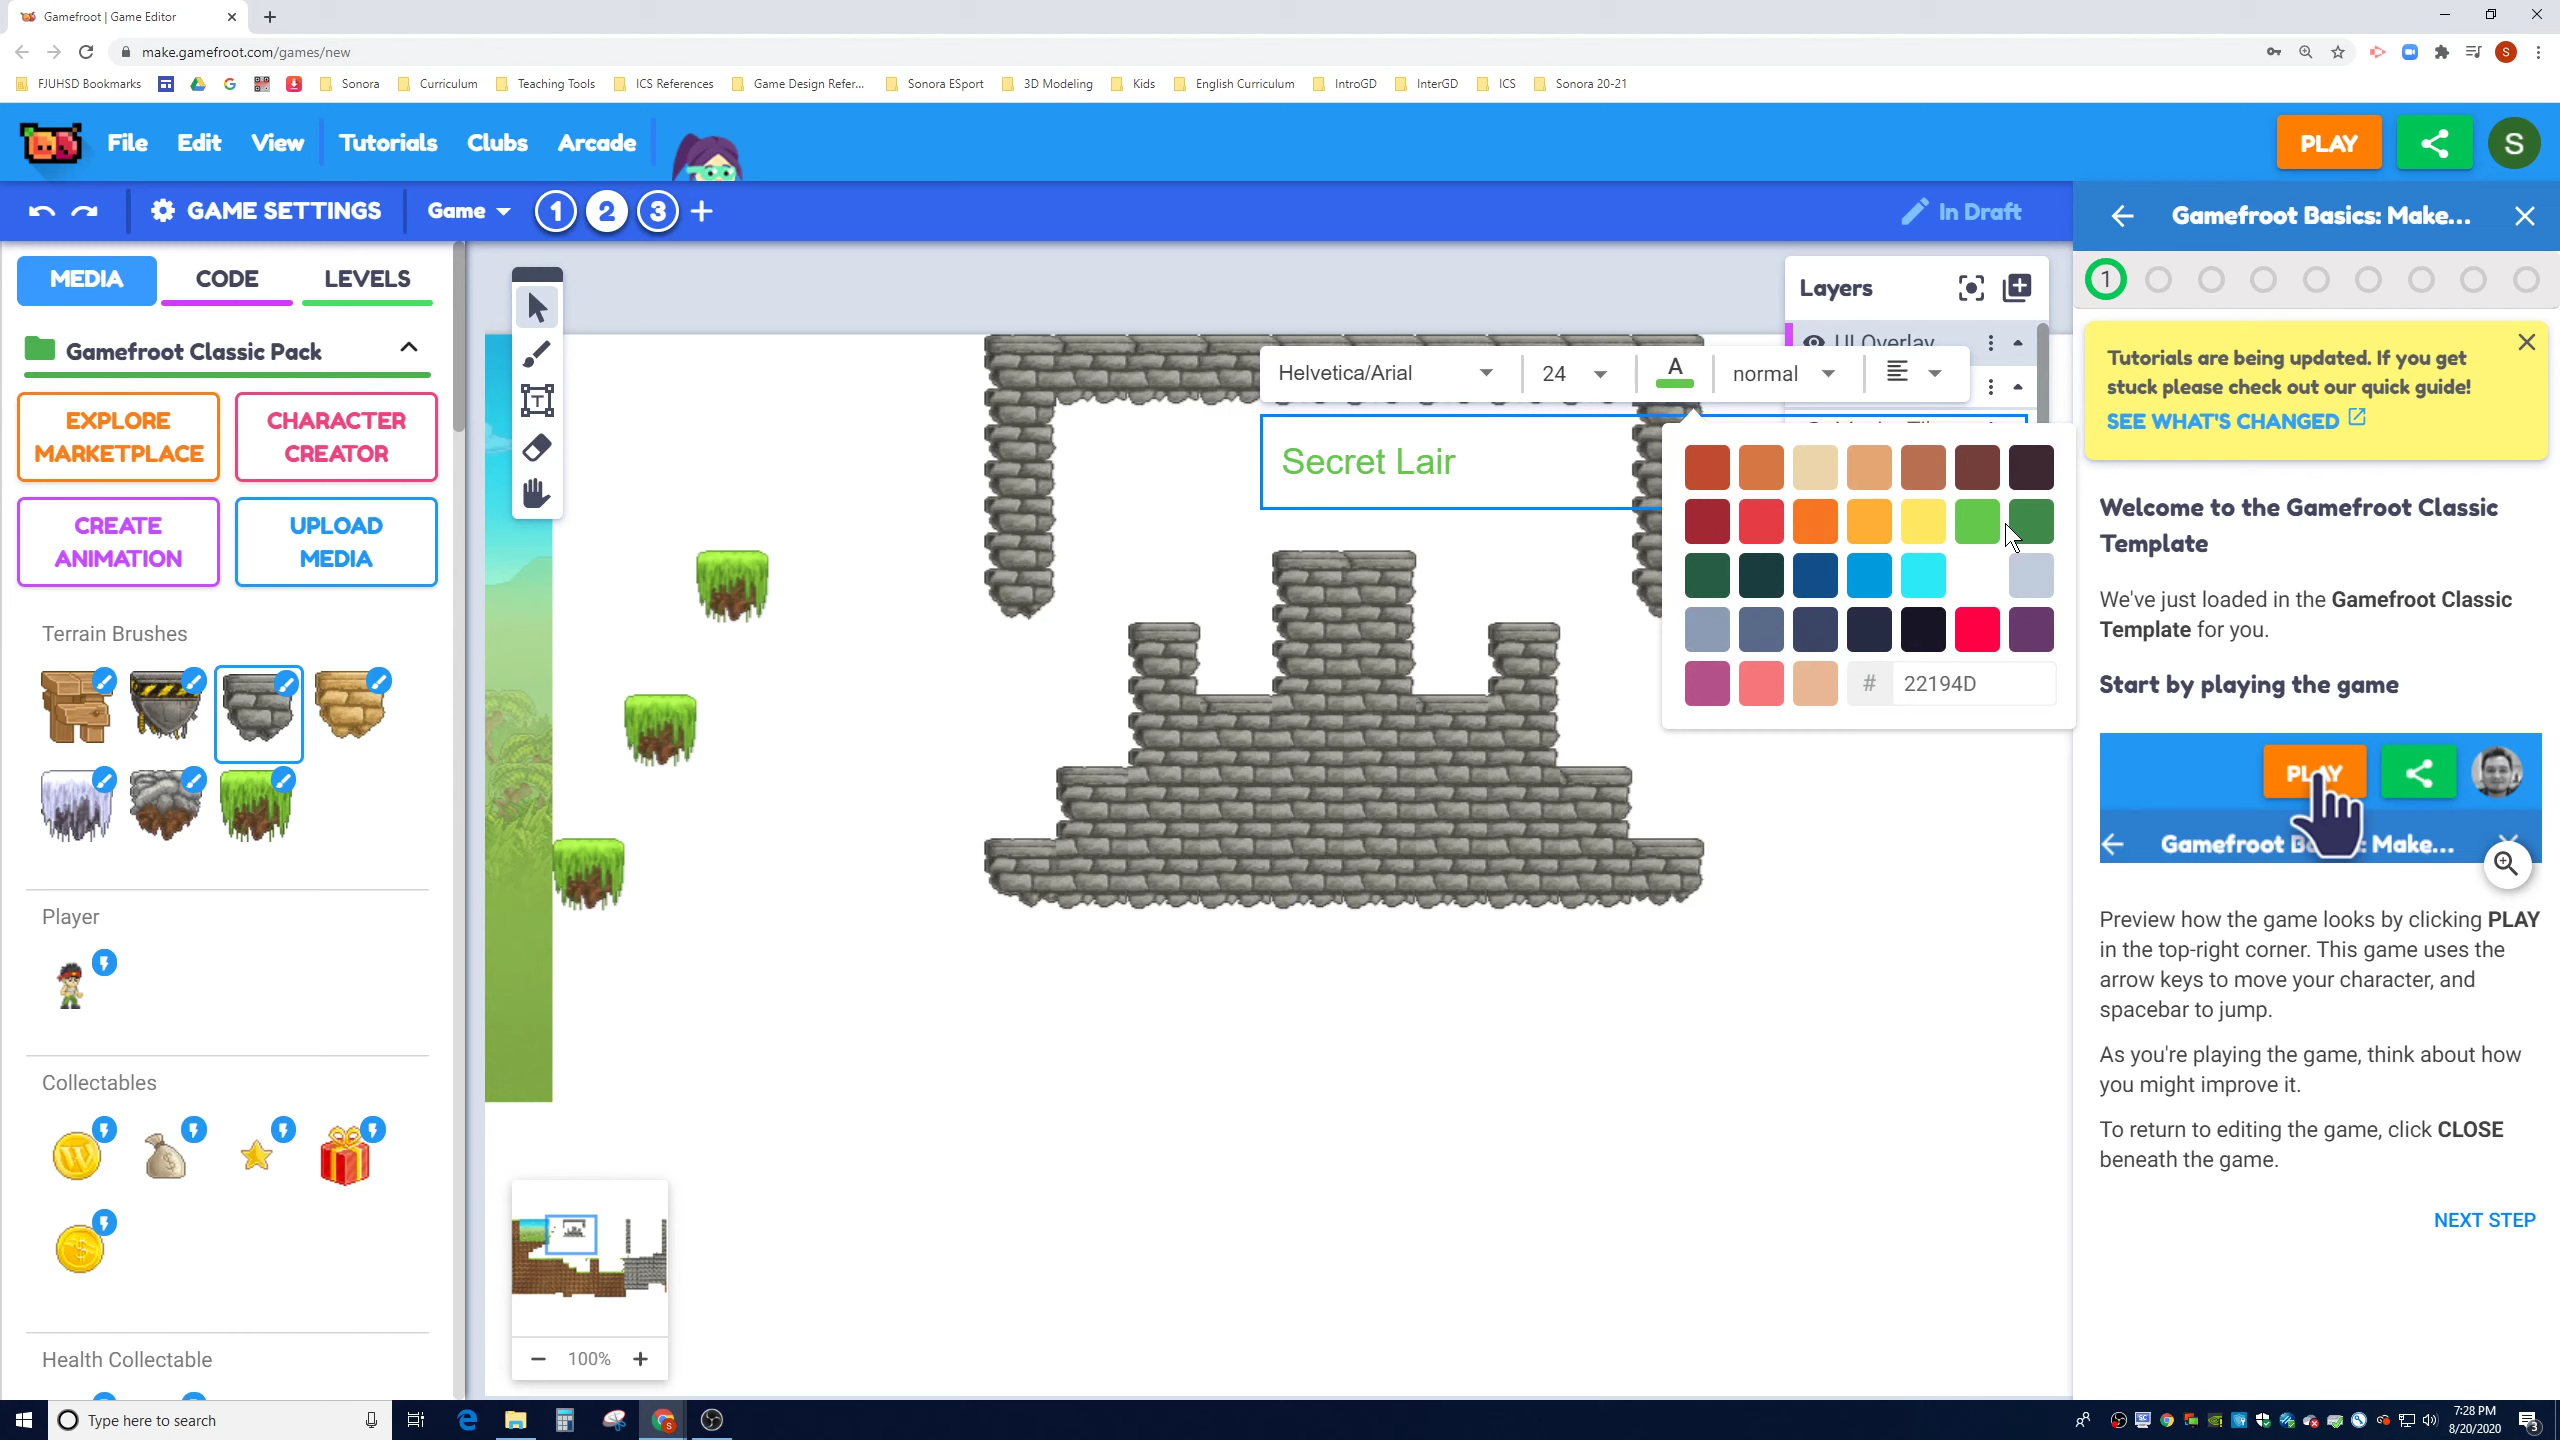 Gamefroot | Game Editor
make.gamefroot.com/games/new
FJUHSD Bookmarks
Sonora
Curriculum
Teaching Tools
ICS References
Game Design Refer...
Sonora ESport
3D Modeling
Kids
English Curriculum
IntroGD
InterGD
ICS
Sonora 20-21
S
File
Edit
View
Tutorials
Clubs
Arcade
PLAY
S
GAME SETTINGS
Game
1
2
3
In Draft
Gamefroot Basics: Make...
MEDIA
CODE
LEVELS
Gamefroot Classic Pack
EXPLORE
MARKETPLACE
CHARACTER
CREATOR
CREATE
ANIMATION
UPLOAD
MEDIA
Terrain Brushes
Player
Collectables
Health Collectable
T
Layers
UI Overlay
Helvetica/Arial
24
A
normal
Secret Lair
# 22194D
100%
1
Tutorials are being updated. If you get
stuck please check out our quick guide!
SEE WHAT'S CHANGED
Welcome to the Gamefroot Classic
Template
We've just loaded in the Gamefroot Classic
Template for you.
Start by playing the game
PLAY
Gamefroot Make...
Preview how the game looks by clicking PLAY
in the top-right corner. This game uses the
arrow keys to move your character, and
spacebar to jump.
As you're playing the game, think about how
you might improve it.
To return to editing the game, click CLOSE
beneath the game.
NEXT STEP
Type here to search
7:28 PM
8/20/2020
3